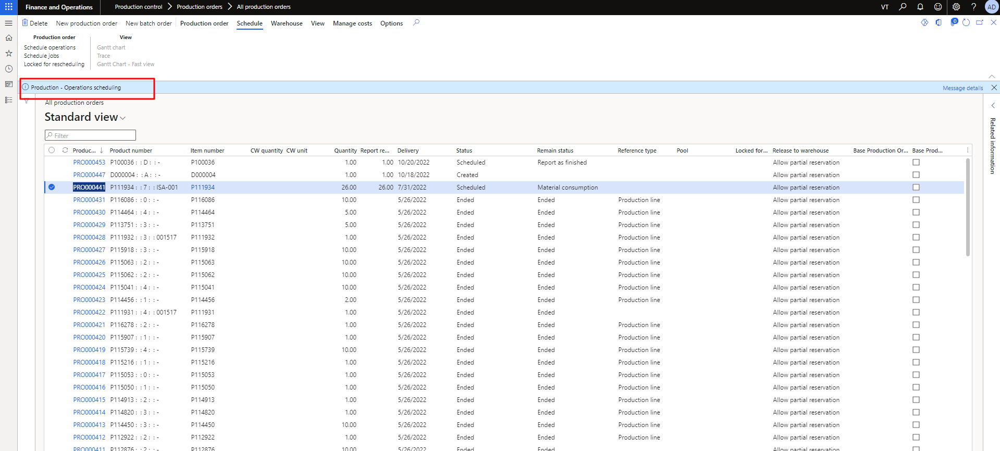 Finance and Operations
Production control > Production orders > All production orders
VT
AD
Delete New production order New batch order Production order Schedule Warehouse View Manage costs Options
0
Production order View
Schedule operations Gantt chart
Schedule jobs Trace
Locked for rescheduling Gantt Chart - Fast view
Production - Operations scheduling
Message details
All production orders
Standard view
Filter
Related information
Produc... Product number Item number CW quantity CW unit Quantity Report re... Delivery Status Remain status Reference type Pool Locked for... Release to warehouse Base Production Or... Base Prod...
PRO000453 P100036 : : D : : - P100036 1.00 1.00 10/20/2022 Scheduled Report as finished Allow partial reservation
PRO000447 D000004 : : A : : - D000004 1.00 1.00 10/18/2022 Created Allow partial reservation
PRO000441 P111934 : : 7 : : ISA-001 P111934 26.00 26.00 7/31/2022 Scheduled Material consumption Allow partial reservation
PRO000431 P116086 : : 0 : : - P116086 10.00 5/26/2022 Ended Ended Production line Allow partial reservation
PRO000430 P114464 : : 4 : : - P114464 5.00 5/26/2022 Ended Ended Production line Allow partial reservation
PRO000429 P113751 : : 3 : : - P113751 5.00 5/26/2022 Ended Ended Production line Allow partial reservation
PRO000428 P111932 : : 3 : : 001517 P111932 1.00 5/26/2022 Ended Ended Production line Allow partial reservation
PRO000427 P115918 : : 3 : : - P115918 10.00 5/26/2022 Ended Ended Production line Allow partial reservation
PRO000426 P115063 : : 2 : : - P115063 10.00 5/26/2022 Ended Ended Production line Allow partial reservation
PRO000425 P115062 : : 2 : : - P115062 10.00 5/26/2022 Ended Ended Production line Allow partial reservation
PRO000424 P115041 : : 4 : : - P115041 10.00 5/26/2022 Ended Ended Production line Allow partial reservation
PRO000423 P114456 : : 1 : : - P114456 2.00 5/26/2022 Ended Ended Production line Allow partial reservation
PRO000422 P111931 : : 4 : : 001517 P111931 1.00 5/26/2022 Ended Ended Allow partial reservation
PRO000421 P116278 : : 2 : : - P116278 1.00 5/26/2022 Ended Ended Production line Allow partial reservation
PRO000420 P115907 : : 1 : : - P115907 1.00 5/26/2022 Ended Ended Production line Allow partial reservation
PRO000419 P115739 : : 4 : : - P115739 10.00 5/26/2022 Ended Ended Production line Allow partial reservation
PRO000418 P115216 : : 1 : : - P115216 1.00 5/26/2022 Ended Ended Production line Allow partial reservation
PRO000417 P115053 : : 0 : : - P115053 1.00 5/26/2022 Ended Ended Production line Allow partial reservation
PRO000416 P115050 : : 1 : : - P115050 1.00 5/26/2022 Ended Ended Production line Allow partial reservation
PRO000415 P114913 : : 2 : : - P114913 1.00 5/26/2022 Ended Ended Production line Allow partial reservation
PRO000414 P114820 : : 3 : : - P114820 1.00 5/26/2022 Ended Ended Production line Allow partial reservation
PRO000413 P114450 : : 3 : : - P114450 10.00 5/26/2022 Ended Ended Production line Allow partial reservation
PRO000412 P112922 : : 2 : : - P112922 1.00 5/26/2022 Ended Ended Production line Allow partial reservation
PRO000411 P112876 : : 2 : : - P112876 10.00 5/26/2022 Ended Ended Production line Allow partial reservation